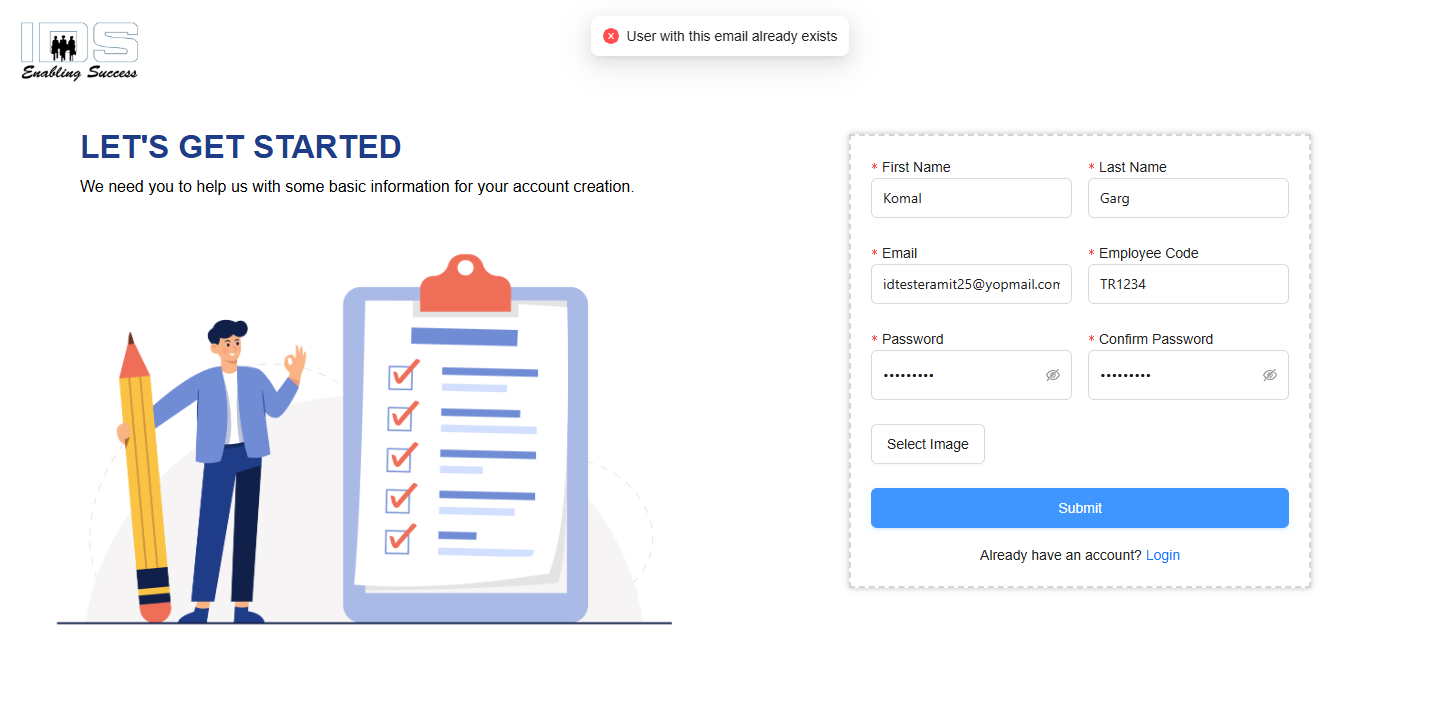 IDS
Enabling Success
User with this email already exists
LET'S GET STARTED
We need you to help us with some basic information for your account creation.
* First Name
* Last Name
Komal
Garg
* Email
* Employee Code
idtesteramit25@yopmail.com
TR1234
* Password
* Confirm Password
•••••••••
•••••••••
Select Image
Submit
Already have an account? Login